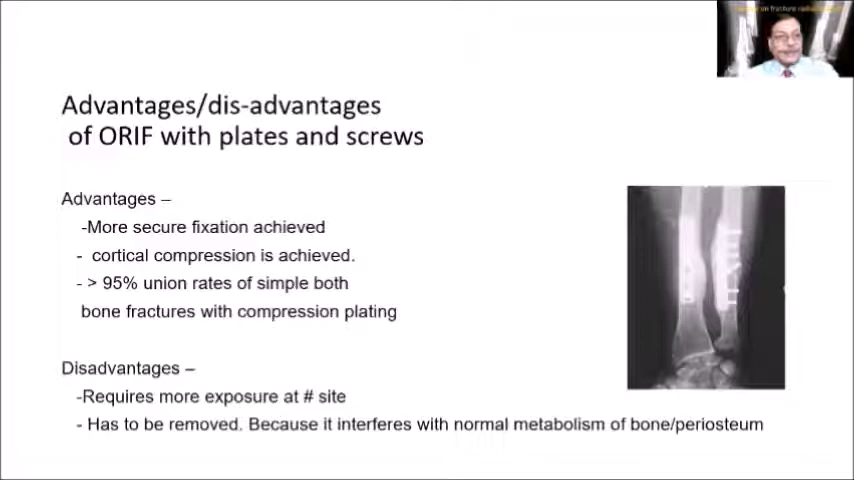 on fracture
Advantages/dis-advantages
of ORIF with plates and screws
Advantages –
-More secure fixation achieved
- cortical compression is achieved.
- > 95% union rates of simple both
bone fractures with compression plating
Disadvantages –
-Requires more exposure at # site
- Has to be removed. Because it interferes with normal metabolism of bone/periosteum